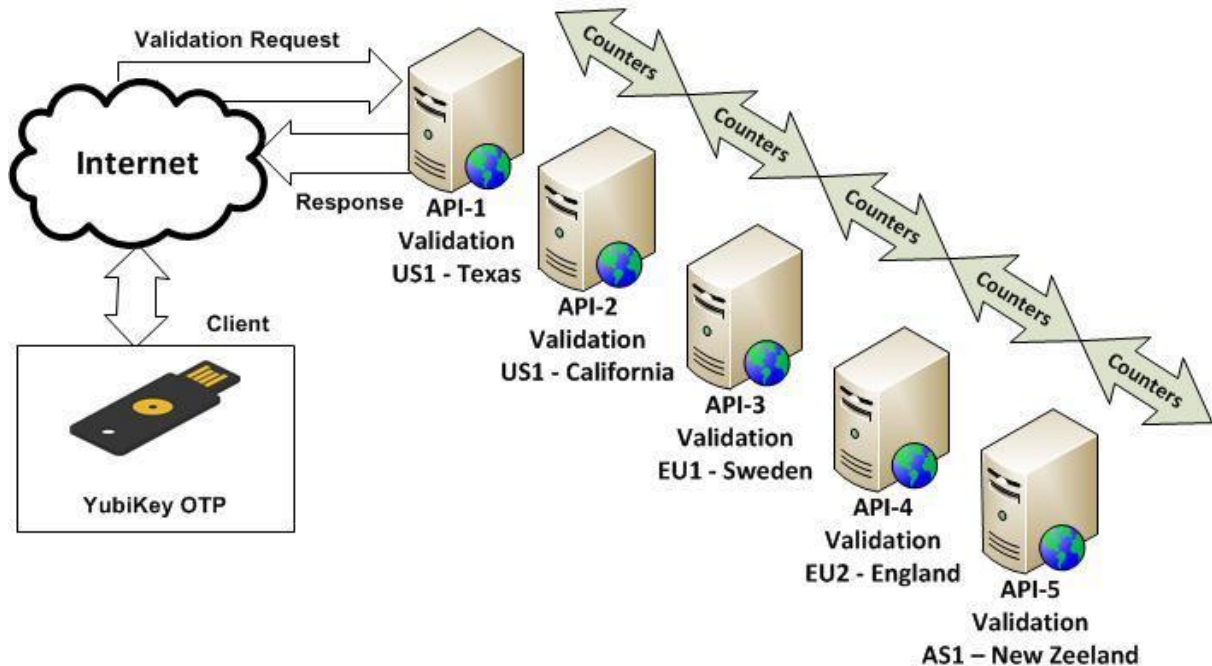 Validation Request
Internet
Response
Client
YubiKey OTP
API-1
Validation
US1 - Texas
API-2
Validation
US1 - California
API-3
Validation
EU1 - Sweden
API-4
Validation
EU2 - England
API-5
Validation
AS1 – New Zeeland
Counters
Counters
Counters
Counters
Counters